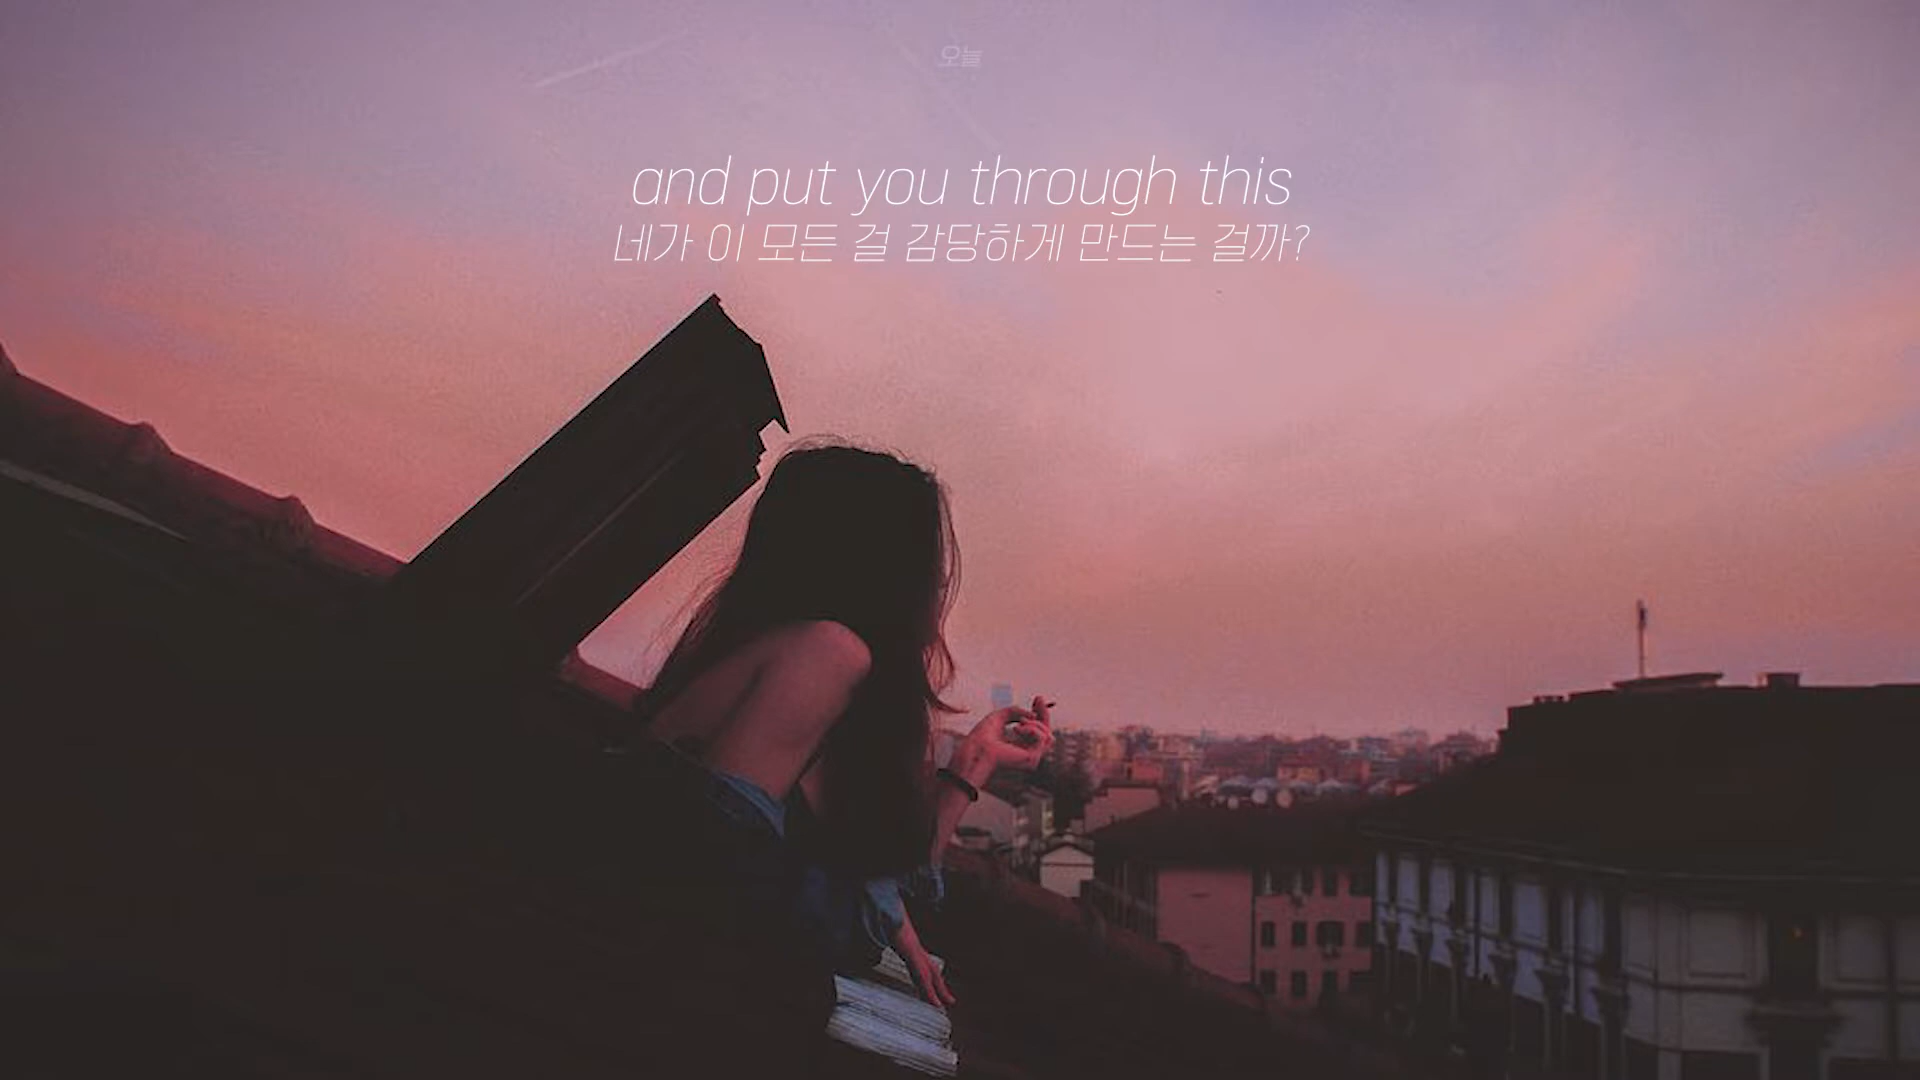 오늘
and put you through this
네가 이 모든 걸 감당하게 만드는 걸까?